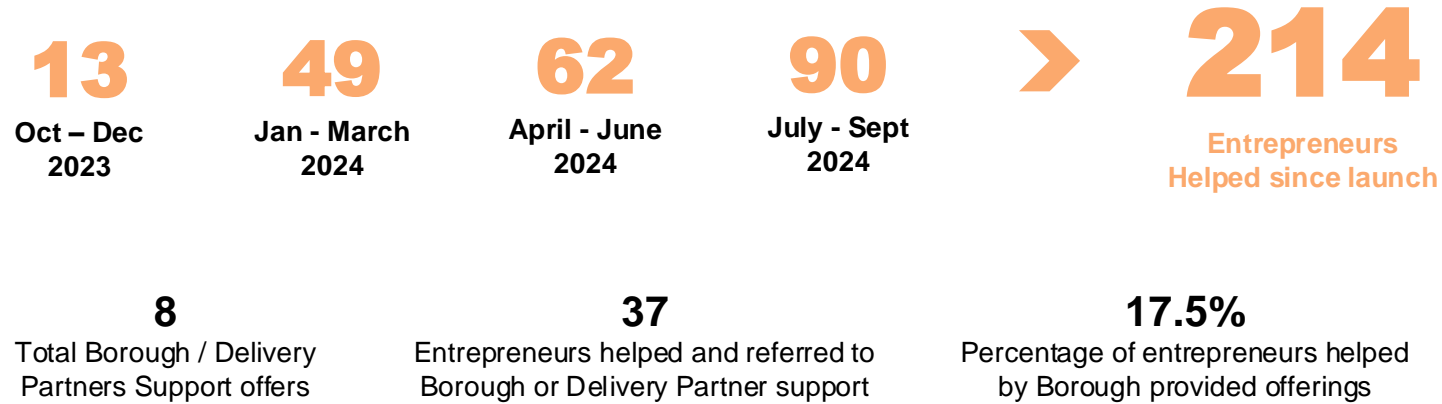 13
Oct – Dec
2023
49
Jan - March
2024
62
April - June
2024
90
July - Sept
2024
214
Entrepreneurs
Helped since launch
8
Total Borough / Delivery
Partners Support offers
37
Entrepreneurs helped and referred to
Borough or Delivery Partner support
17.5%
Percentage of entrepreneurs helped
by Borough provided offerings